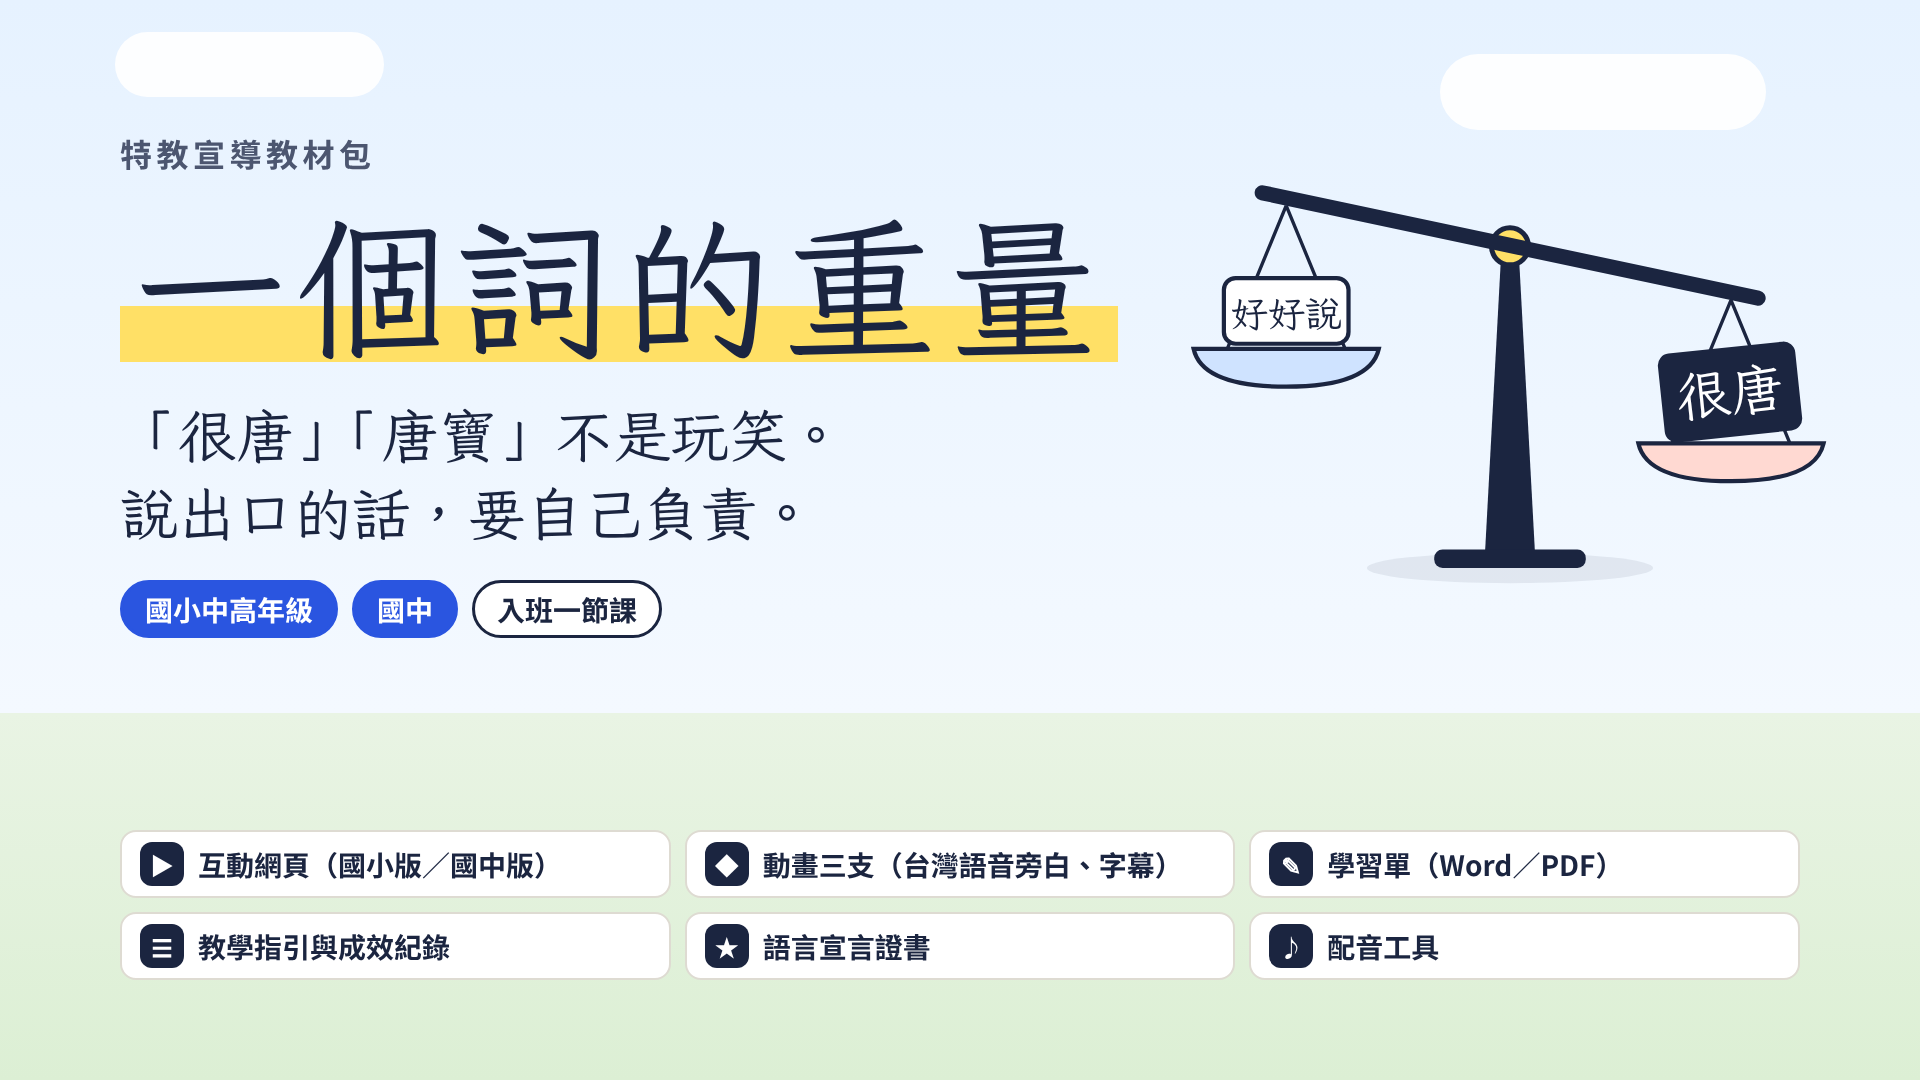 特教宣導教材包
一個詞的重量
「很唐」「唐寶」不是玩笑。
說出口的話，要自己負責。
國小中高年級
國中
入班一節課
好好說
很唐
互動網頁（國小版／國中版）
動畫三支（台灣語音旁白、字幕）
學習單（Word／PDF）
教學指引與成效紀錄
語言宣言證書
配音工具